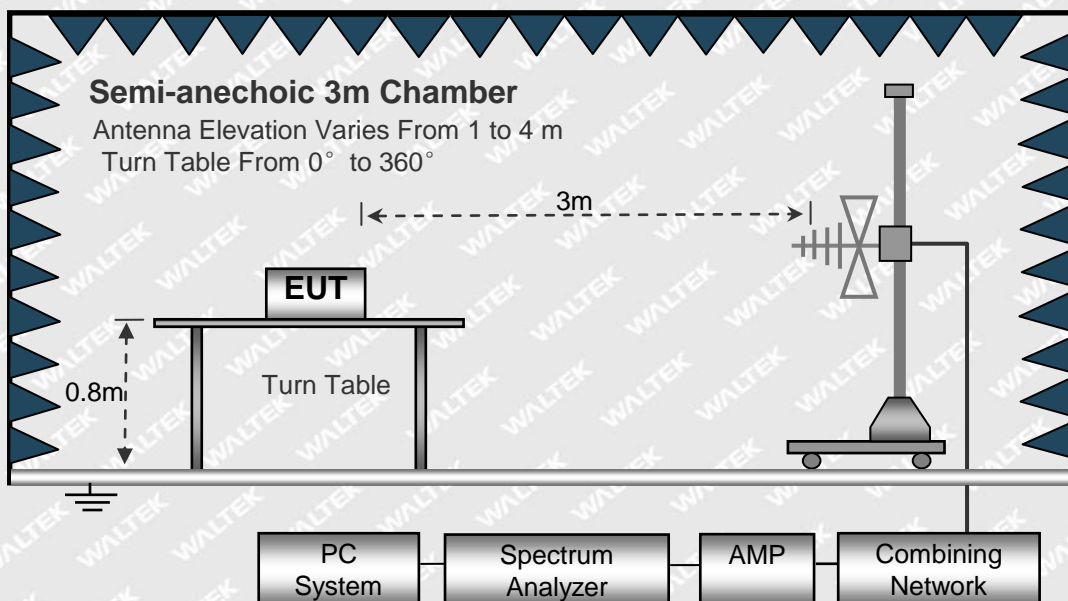 Semi-anechoic 3m Chamber
Antenna Elevation Varies From 1 to 4 m
Turn Table From 0° to 360°
3m
EUT
0.8m
Turn Table
PC
System
Spectrum
Analyzer
AMP
Combining
Network
WALTEK